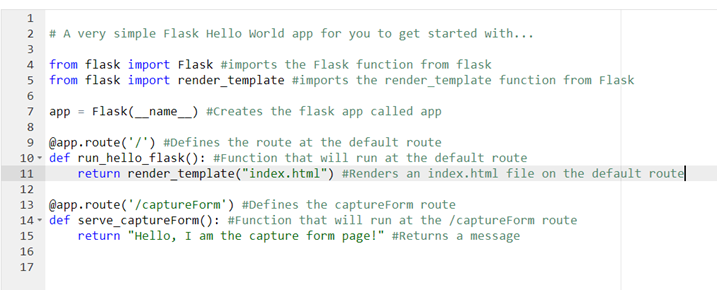 1
2 # A very simple Flask Hello World app for you to get started with...
3
4 from flask import Flask #imports the Flask function from flask
5 from flask import render_template #imports the render_template function from Flask
6
7 app = Flask(__name__) #Creates the flask app called app
8
9 @app.route('/') #Defines the route at the default route
10 def run_hello_flask(): #Function that will run at the default route
11     return render_template("index.html") #Renders an index.html file on the default route
12
13 @app.route('/captureForm') #Defines the captureForm route
14 def serve_captureForm(): #Function that will run at the /captureForm route
15     return "Hello, I am the capture form page!" #Returns a message
16
17